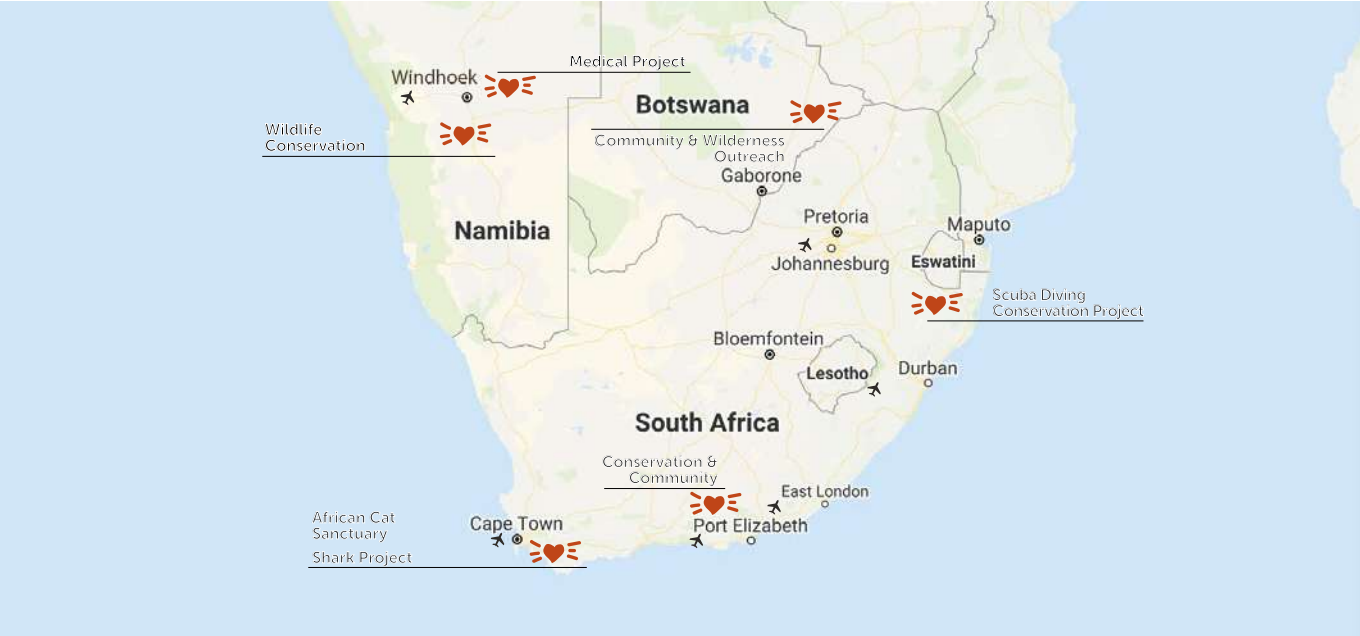 Medical Project
Windhoek
Botswana
Wildlife
Conservation
Community & Wilderness
Outreach
Gaborone
Namibia
Pretoria
Maputo
Johannesburg
Eswatini
Scuba Diving
Conservation Project
Bloemfontein
Lesotho
Durban
South Africa
Conservation &
Community
East London
African Cat
Sanctuary
Cape Town
Port Elizabeth
Shark Project